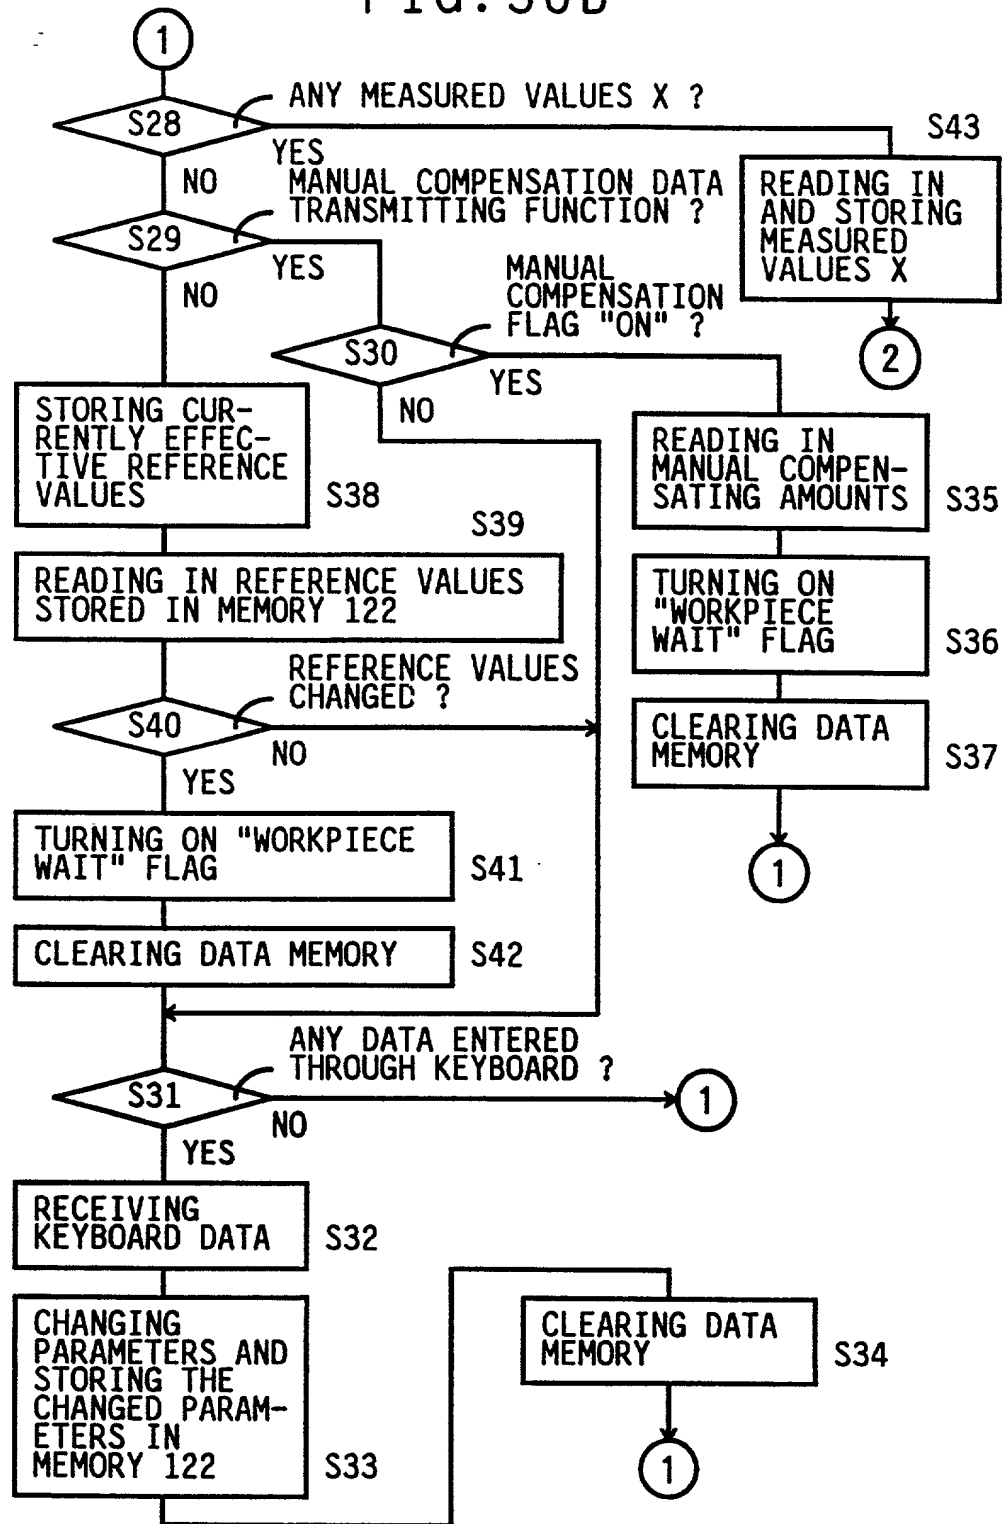 FIG. 30B
1
ANY MEASURED VALUES X ?
S28
YES
NO
S43
READING IN
AND STORING
MEASURED
VALUES X
2
MANUAL COMPENSATION DATA
TRANSMITTING FUNCTION ?
S29
YES
NO
MANUAL
COMPENSATION
FLAG "ON" ?
S30
YES
NO
STORING CUR-
RENTLY EFFEC-
TIVE REFERENCE
VALUES
S38
READING IN
MANUAL COMPEN-
SATING AMOUNTS
S35
S39
READING IN REFERENCE VALUES
STORED IN MEMORY 122
TURNING ON
"WORKPIECE
WAIT" FLAG
S36
REFERENCE VALUES
CHANGED ?
S40
NO
YES
CLEARING DATA
MEMORY
S37
1
TURNING ON "WORKPIECE
WAIT" FLAG
S41
CLEARING DATA MEMORY
S42
ANY DATA ENTERED
THROUGH KEYBOARD ?
S31
NO
1
YES
RECEIVING
KEYBOARD DATA
S32
CHANGING
PARAMETERS AND
STORING THE
CHANGED PARAM-
ETERS IN
MEMORY 122
S33
CLEARING DATA
MEMORY
S34
1